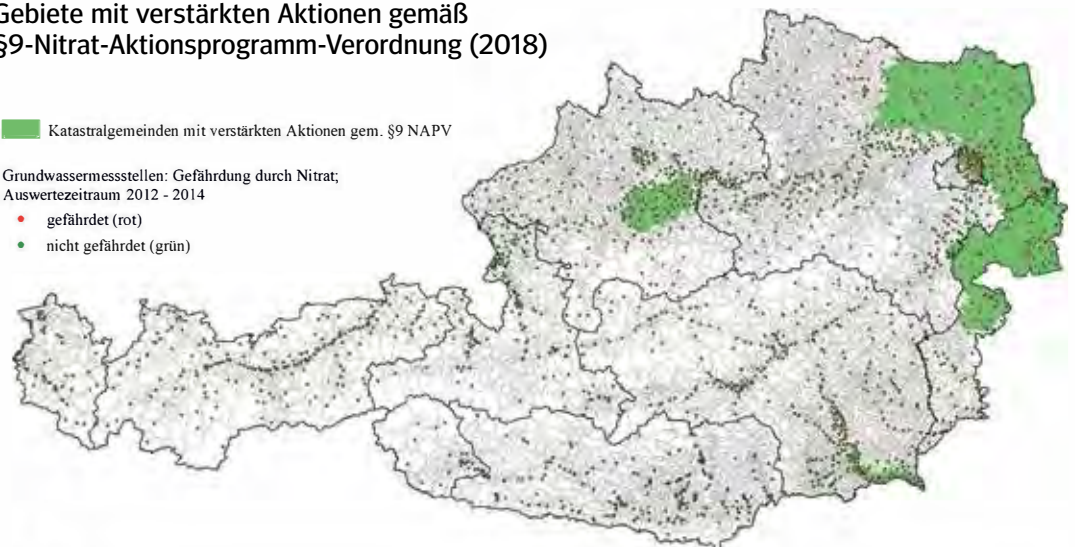 Gebiete mit verstärkten Aktionen gemäß
§9-Nitrat-Aktionsprogramm-Verordnung (2018)
Katastralgemeinden mit verstärkten Aktionen gem. §9 NAPV
Grundwassermessstellen: Gefährdung durch Nitrat;
Auswertezeitraum 2012 - 2014
gefährdet (rot)
nicht gefährdet (grün)